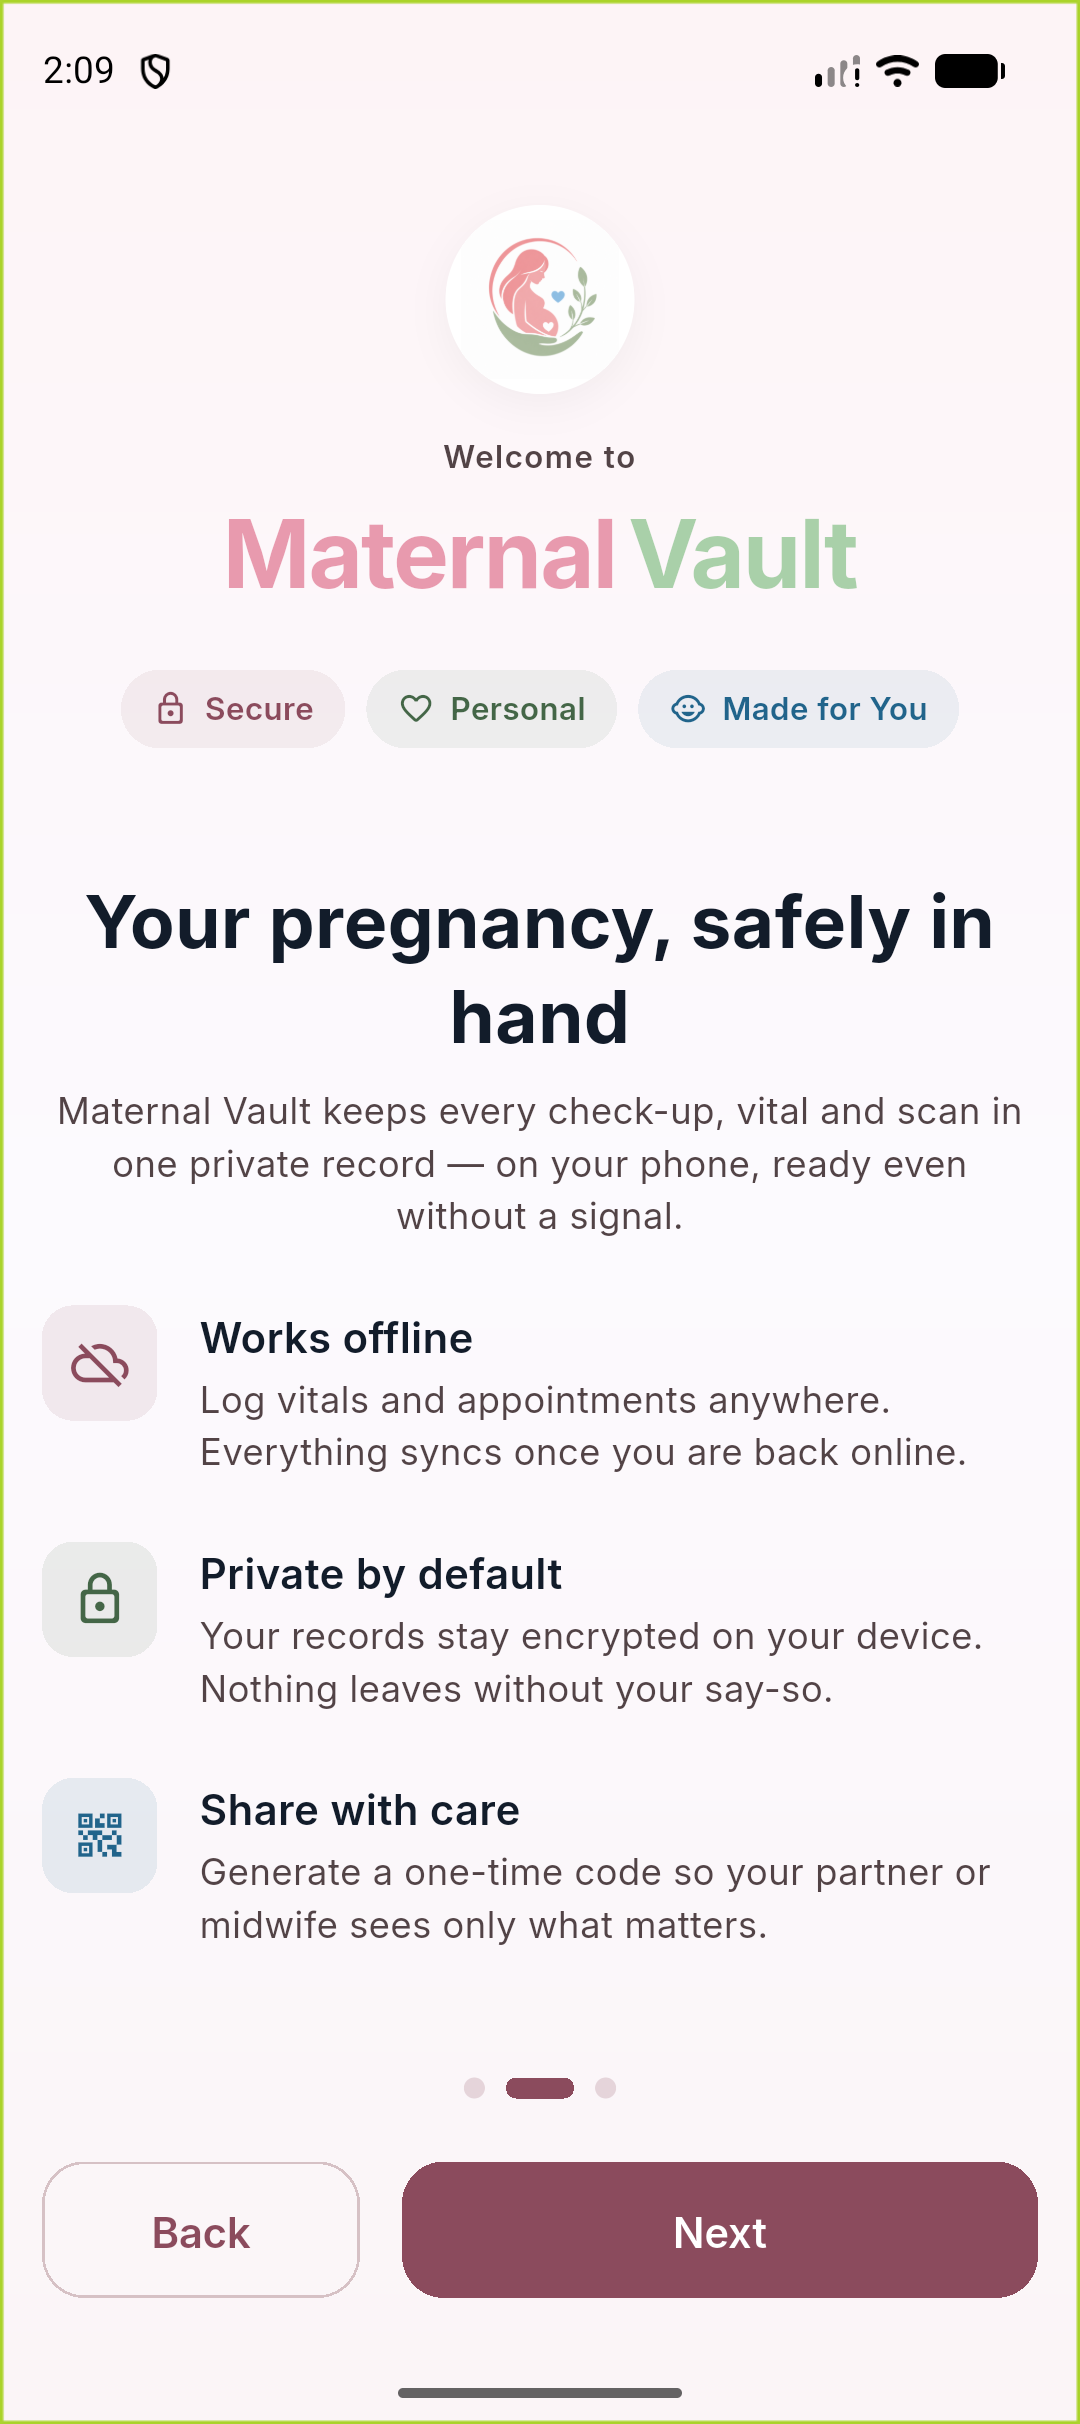 2:09
Welcome to
Maternal Vault
Secure
Personal
Made for You
Your pregnancy, safely in
hand
Maternal Vault keeps every check-up, vital and scan in
one private record — on your phone, ready even
without a signal.
Works offline
Log vitals and appointments anywhere.
Everything syncs once you are back online.
Private by default
Your records stay encrypted on your device.
Nothing leaves without your say-so.
Share with care
Generate a one-time code so your partner or
midwife sees only what matters.
Back
Next